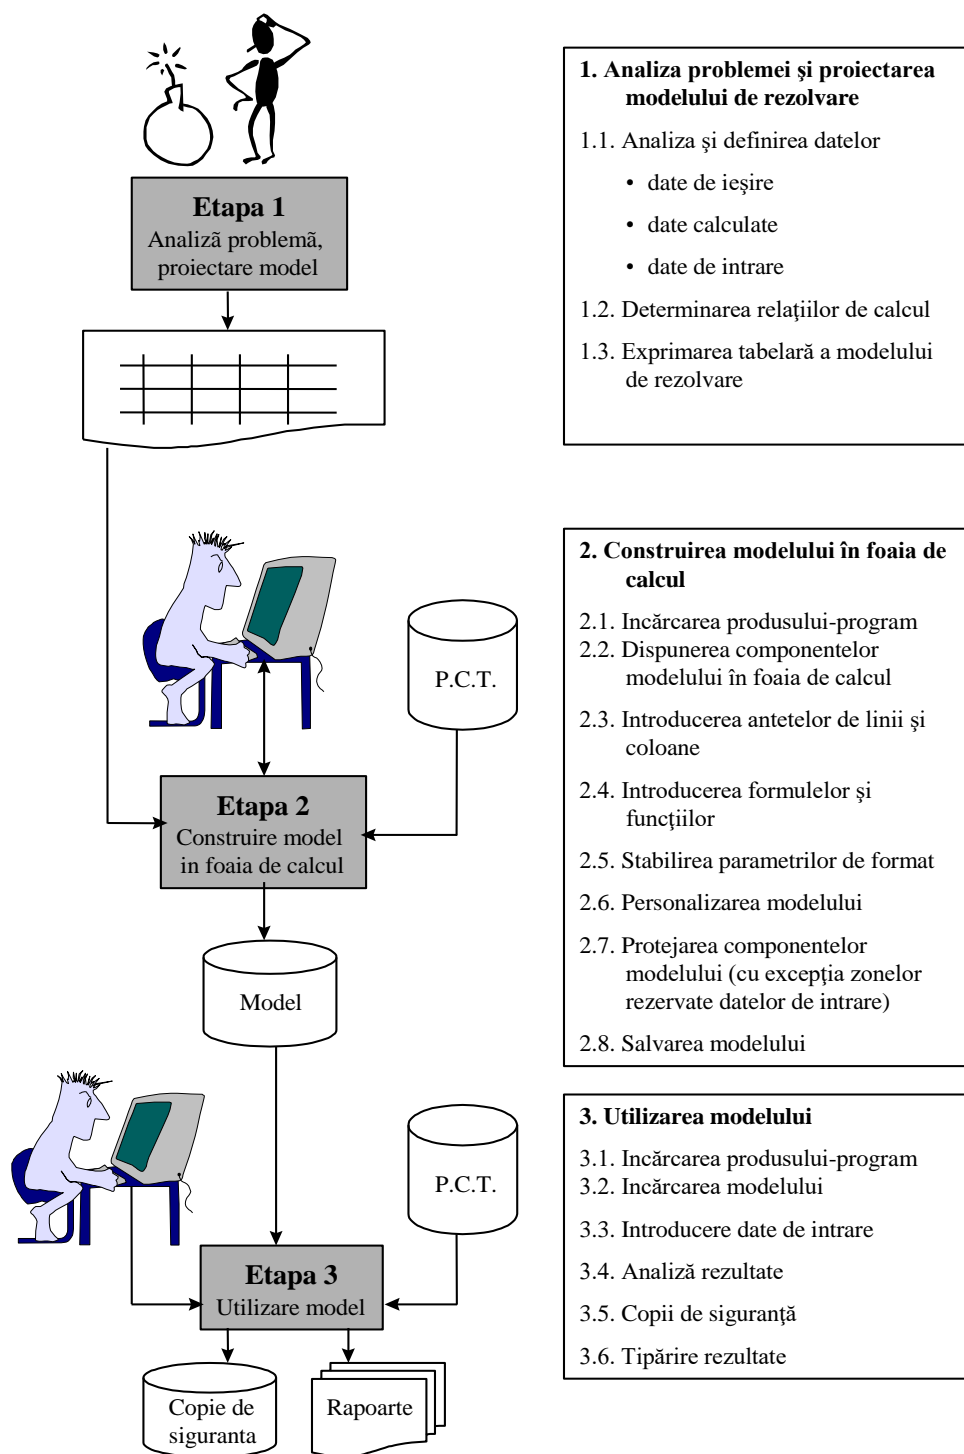 Etapa 1
Analizã problemã,
proiectare model
1. Analiza problemei şi proiectarea
modelului de rezolvare
1.1. Analiza şi definirea datelor
• date de ieşire
• date calculate
• date de intrare
1.2. Determinarea relaţiilor de calcul
1.3. Exprimarea tabelară a modelului
de rezolvare
P.C.T.
Etapa 2
Construire model
in foaia de calcul
Model
2. Construirea modelului în foaia de
calcul
2.1. Incărcarea produsului-program
2.2. Dispunerea componentelor
modelului în foaia de calcul
2.3. Introducerea antetelor de linii şi
coloane
2.4. Introducerea formulelor şi
funcţiilor
2.5. Stabilirea parametrilor de format
2.6. Personalizarea modelului
2.7. Protejarea componentelor
modelului (cu excepţia zonelor
rezervate datelor de intrare)
2.8. Salvarea modelului
P.C.T.
Etapa 3
Utilizare model
Copie de
siguranta
Rapoarte
3. Utilizarea modelului
3.1. Incărcarea produsului-program
3.2. Incărcarea modelului
3.3. Introducere date de intrare
3.4. Analiză rezultate
3.5. Copii de siguranţă
3.6. Tipărire rezultate